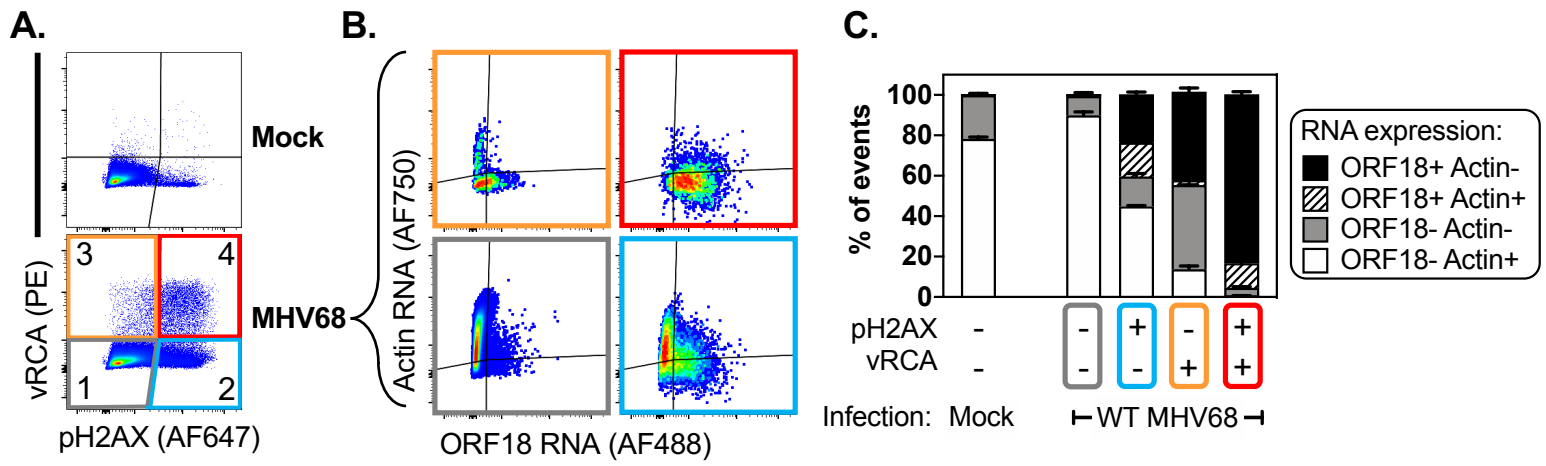 A.
vRCA (PE)
Mock
3
4
1
2
MHV68
pH2AX (AF647)
B.
Actin RNA (AF750)
ORF18 RNA (AF488)
C.
% of events
100
80
60
40
20
0
pH2AX - - + - +
vRCA - - - + +
Infection: Mock WT MHV68
RNA expression:
ORF18+ Actin-
ORF18+ Actin+
ORF18- Actin-
ORF18- Actin+